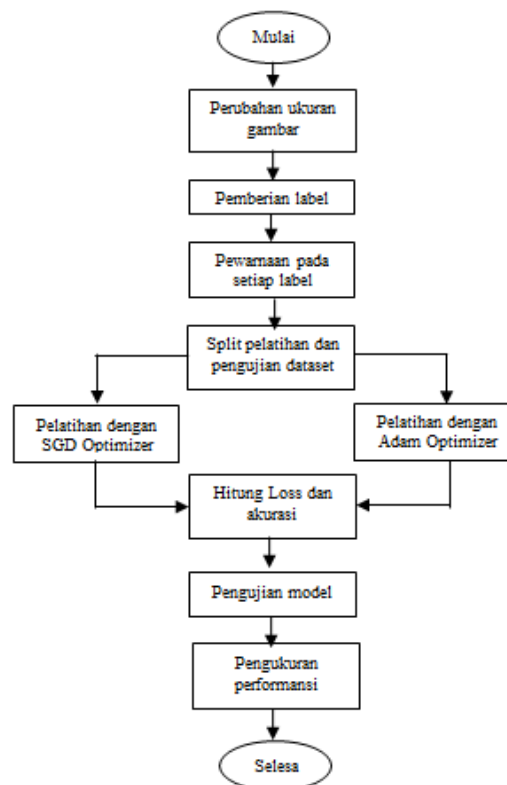 Mulai
Perubahan ukuran
gambar
Pemberian label
Pewarnaan pada
setiap label
Split pelatihan dan
pengujian dataset
Pelatihan dengan
SGD Optimizer
Pelatihan dengan
Adam Optimizer
Hitung Loss dan
akurasi
Pengujian model
Pengukuran
performansi
Selesa